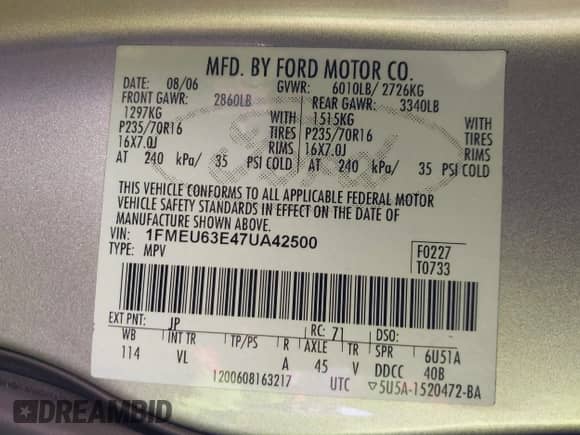 MFD. BY FORD MOTOR CO.
DATE: 08/06 GVWR: 6010LB/ 2726KG
FRONT GAWR: 2860LB REAR GAWR: 3340LB
1297KG WITH 1515KG WITH
P235/70R16 TIRES P235/70R16 TIRES
16X7.0J RIMS 16X7.0J RIMS
AT 240 kPa/ 35 PSI COLD AT 240 kPa/ 35 PSI COLD
Ford
THIS VEHICLE CONFORMS TO ALL APPLICABLE FEDERAL MOTOR
VEHICLE SAFETY STANDARDS IN EFFECT ON THE DATE OF
MANUFACTURE SHOWN ABOVE.
VIN: 1FMEU63E47UA42500 F0227
TYPE: MPV T0733
EXT PNT: JP RC: 71 DSO: -
WB INT TR TP/PS R AXLE TR SPR 6U51A
114 VL A 45 V DDCC 40B
1200608163217 UTC 5U5A-1520472-BA
DREAMBID